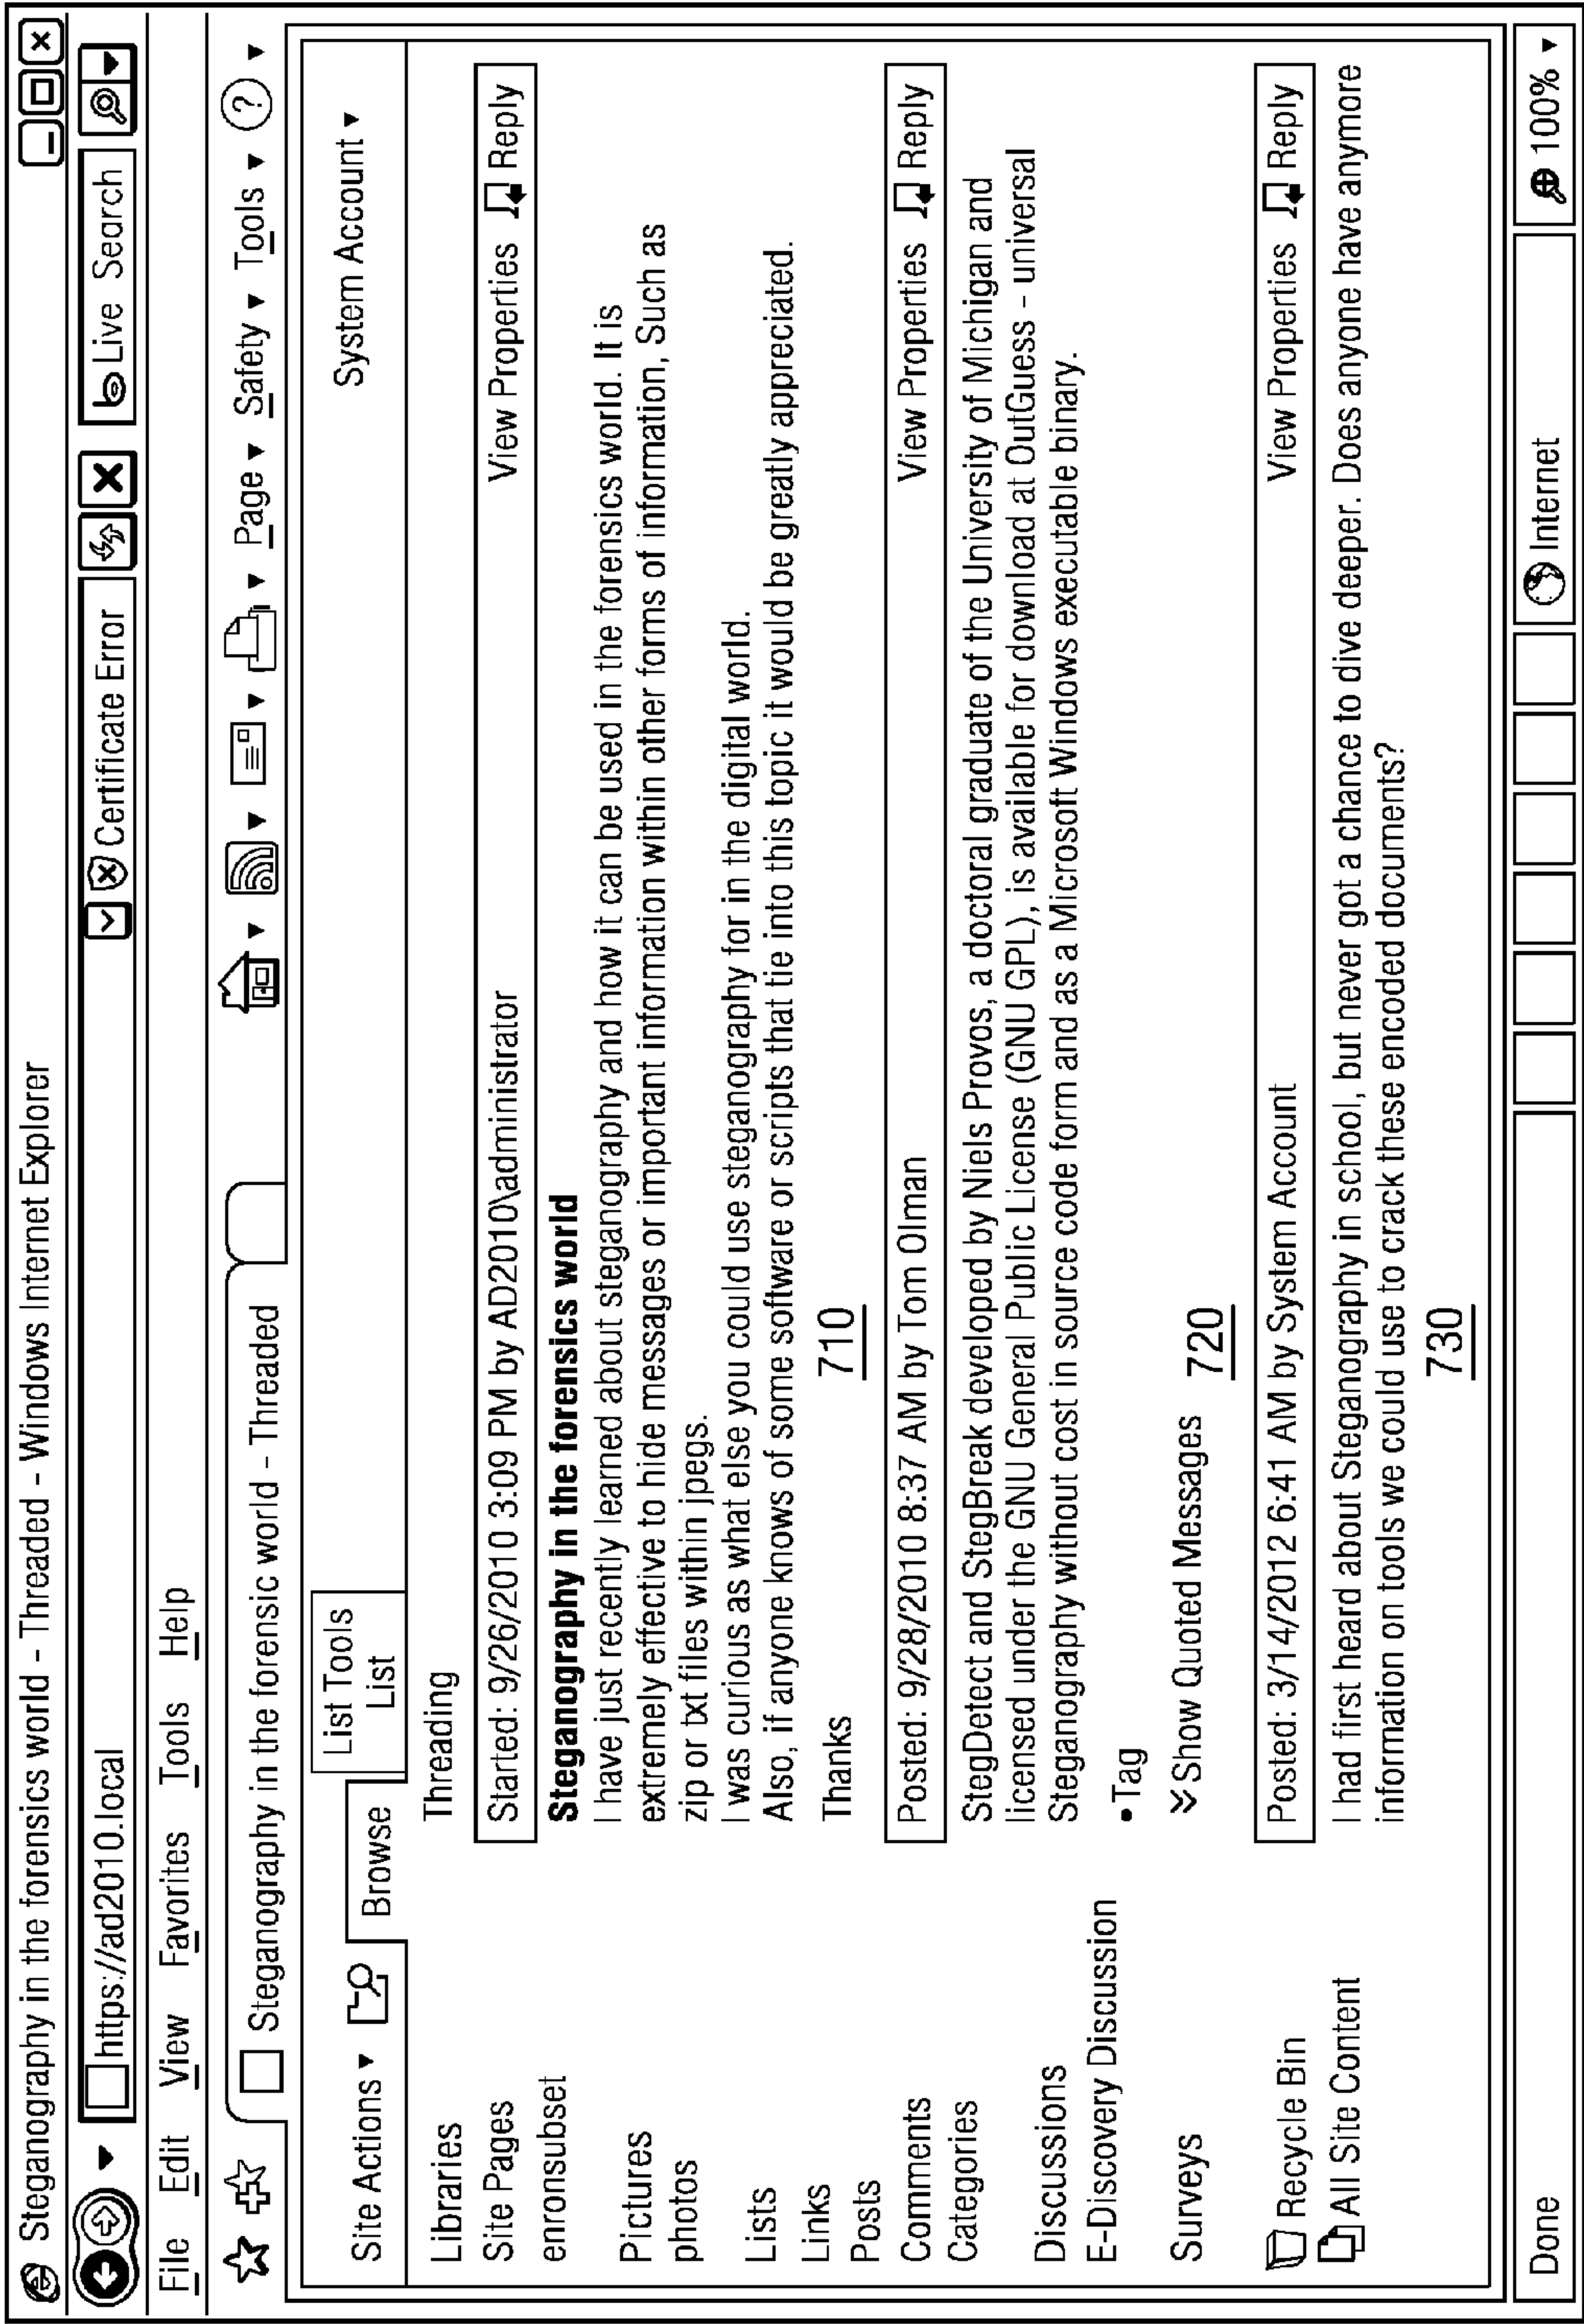 Steganography in the forensics world - Threaded - Windows Internet Explorer
https://ad2010.local
Certificate Error
Live Search
File Edit View Favorites Tools Help
Steganography in the forensic world - Threaded
Page Safety Tools ?
Site Actions
Browse
List Tools
List
System Account
Libraries
Site Pages
enronsubset
Pictures
photos
Lists
Links
Posts
Comments
Categories
Discussions
E-Discovery Discussion
Surveys
Recycle Bin
All Site Content
Threading
Started: 9/26/2010 3:09 PM by AD2010\administrator View Properties Reply
Steganography in the forensics world
I have just recently learned about steganography and how it can be used in the forensics world. It is
extremely effective to hide messages or important information within other forms of information, Such as
zip or txt files within jpegs.
I was curious as what else you could use steganography for in the digital world.
Also, if anyone knows of some software or scripts that tie into this topic it would be greatly appreciated.
Thanks
710
Posted: 9/28/2010 8:37 AM by Tom Olman View Properties Reply
StegDetect and StegBreak developed by Niels Provos, a doctoral graduate of the University of Michigan and
licensed under the GNU General Public License (GNU GPL), is available for download at OutGuess - universal
Steganography without cost in source code form and as a Microsoft Windows executable binary.
• Tag
Show Quoted Messages
720
Posted: 3/14/2012 6:41 AM by System Account View Properties Reply
I had first heard about Steganography in school, but never got a chance to dive deeper. Does anyone have anymore
information on tools we could use to crack these encoded documents?
730
Done
Internet
100%